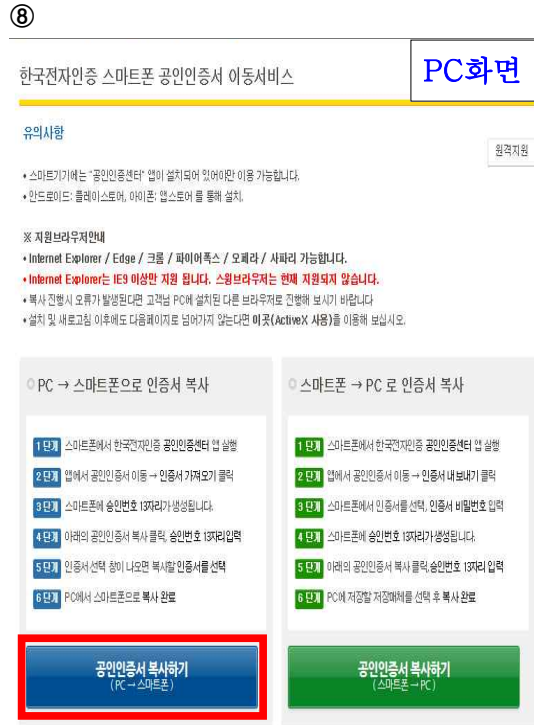 ⑧
한국전자인증 스마트폰 공인인증서 이동서비스
PC화면
유의사항
원격지원
• 스마트기기에는 "공인인증센터" 앱이 설치되어 있어야만 이용 가능합니다.
• 안드로이드: 플레이스토어, 아이폰: 앱스토어 를 통해 설치.
※ 지원브라우저안내
• Internet Explorer / Edge / 크롬 / 파이어폭스 / 오페라 / 사파리 가능합니다.
• Internet Explorer는 IE9 이상만 지원 됩니다. 스윙브라우저는 현재 지원되지 않습니다.
• 복사 진행시 오류가 발생된다면 고객님 PC에 설치된 다른 브라우저로 진행해 보시기 바랍니다
• 설치 및 새로고침 이후에도 다음페이지로 넘어가지 않는다면 이곳(ActiveX 사용)을 이용해 보십시오.
PC → 스마트폰으로 인증서 복사
1 단계 스마트폰에서 한국전자인증 공인인증센터 앱 실행
2 단계 앱에서 공인인증서 이동 → 인증서 가져오기 클릭
3 단계 스마트폰에 승인번호 13자리가 생성됩니다.
4 단계 아래의 공인인증서 복사 클릭, 승인번호 13자리 입력
5 단계 인증서 선택 창이 나오면 복사할 인증서를 선택
6 단계 PC에서 스마트폰으로 복사 완료
공인인증서 복사하기
(PC → 스마트폰)
스마트폰 → PC 로 인증서 복사
1 단계 스마트폰에서 한국전자인증 공인인증센터 앱 실행
2 단계 앱에서 공인인증서 이동 → 인증서 내보내기 클릭
3 단계 스마트폰에서 인증서를 선택, 인증서 비밀번호 입력
4 단계 스마트폰에 승인번호 13자리가 생성됩니다.
5 단계 아래의 공인인증서 복사 클릭,승인번호 13자리 입력
6 단계 PC에 저장할 저장매체를 선택 후 복사 완료
공인인증서 복사하기
(스마트폰 → PC)